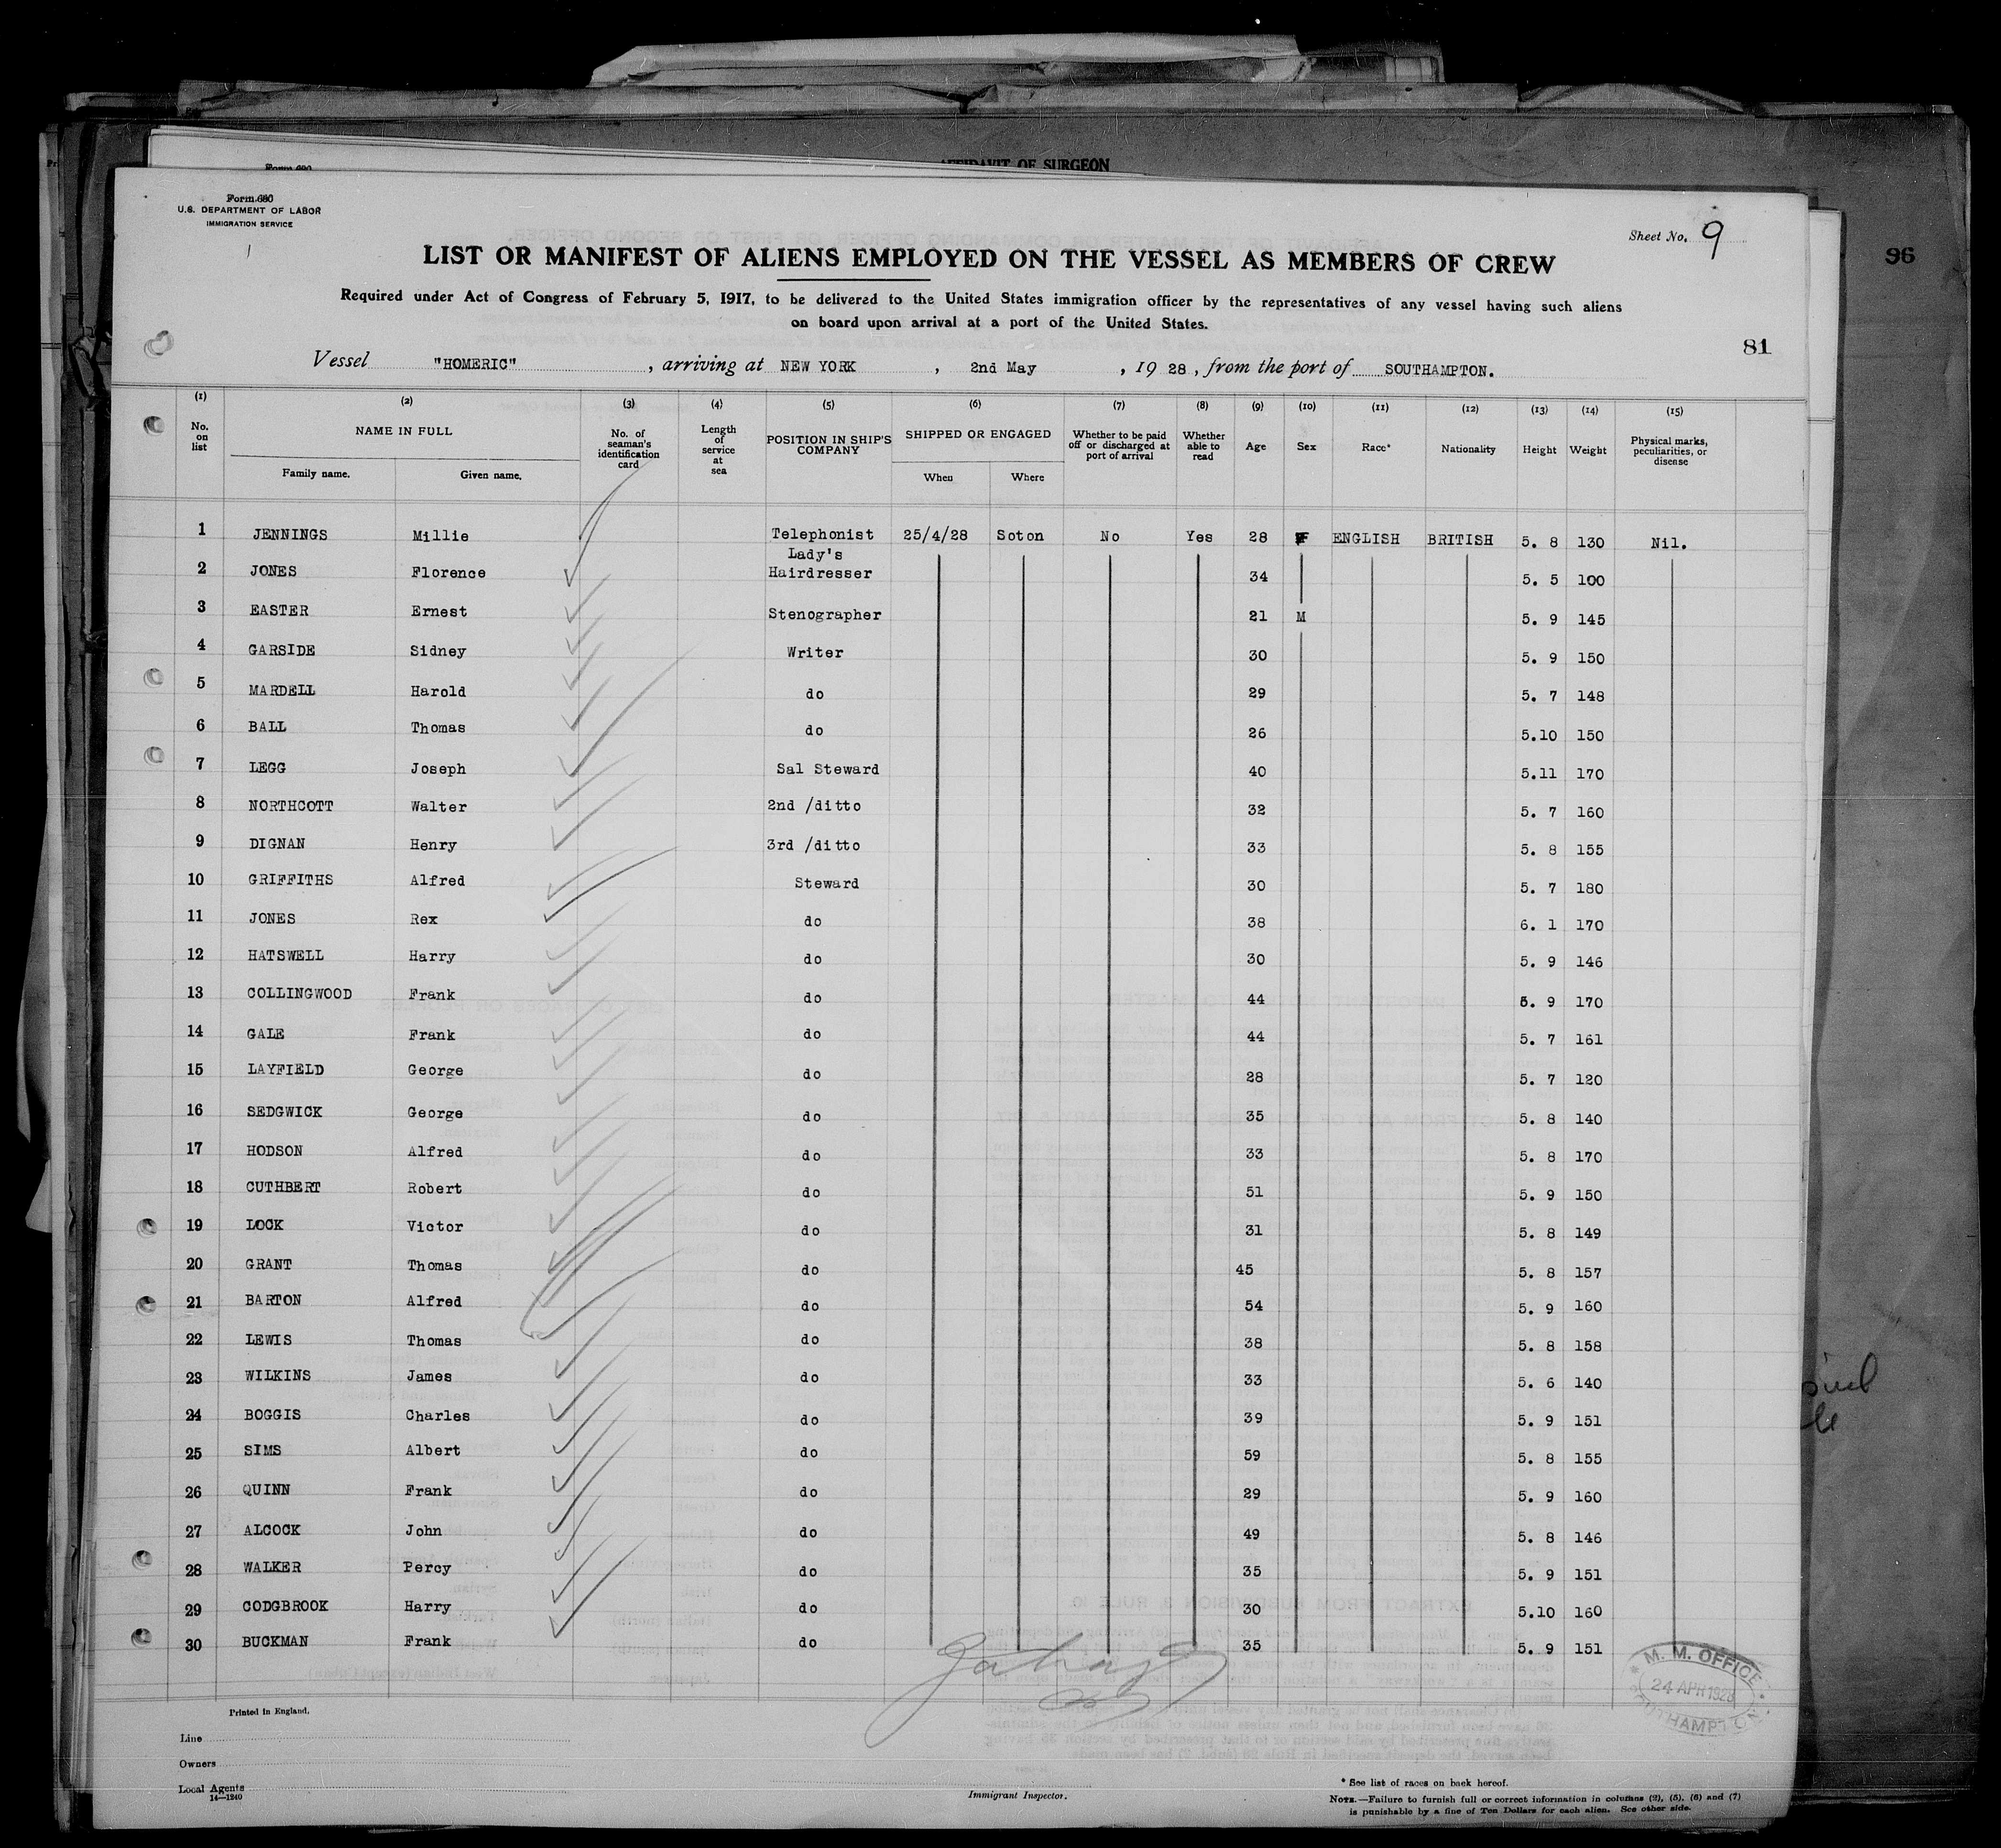 AFFIDAVIT OF SURGEON
96
Form 680
U.S. DEPARTMENT OF LABOR
IMMIGRATION SERVICE
Sheet No. 9
LIST OR MANIFEST OF ALIENS EMPLOYED ON THE VESSEL AS MEMBERS OF CREW
Required under Act of Congress of February 5, 1917, to be delivered to the United States immigration officer by the representatives of any vessel having such aliens
on board upon arrival at a port of the United States.
81
Vessel "HOMERIC", arriving at NEW YORK, 2nd May, 1928, from the port of SOUTHAMPTON.
(1) (2) (3) (4) (5) (6) (7) (8) (9) (10) (11) (12) (13) (14) (15)
No. on list NAME IN FULL Family name. Given name. No. of seaman's identification card Length of service at sea POSITION IN SHIP'S COMPANY SHIPPED OR ENGAGED When Where Whether to be paid off or discharged at port of arrival Whether able to read Age Sex Race* Nationality Height Weight Physical marks, peculiarities, or disease
1 JENNINGS Millie Telephonist 25/4/28 Soton No Yes 28 F ENGLISH BRITISH 5. 8 130 Nil.
2 JONES Florence Lady's Hairdresser 34 5. 5 100
3 EASTER Ernest Stenographer 21 M 5. 9 145
4 GARSIDE Sidney Writer 30 5. 9 150
5 MARDELL Harold do 29 5. 7 148
6 BALL Thomas do 26 5.10 150
7 LEGG Joseph Sal Steward 40 5.11 170
8 NORTHCOTT Walter 2nd /ditto 32 5. 7 160
9 DIGNAN Henry 3rd /ditto 33 5. 8 155
10 GRIFFITHS Alfred Steward 30 5. 7 180
11 JONES Rex do 38 6. 1 170
12 HATSWELL Harry do 30 5. 9 146
13 COLLINGWOOD Frank do 44 5. 9 170
14 GALE Frank do 44 5. 7 161
15 LAYFIELD George do 28 5. 7 120
16 SEDGWICK George do 35 5. 8 140
17 HODSON Alfred do 33 5. 8 170
18 CUTHBERT Robert do 51 5. 9 150
19 LOCK Victor do 31 5. 8 149
20 GRANT Thomas do 45 5. 8 157
21 BARTON Alfred do 54 5. 9 160
22 LEWIS Thomas do 38 5. 8 158
23 WILKINS James do 33 5. 6 140
24 BOGGIS Charles do 39 5. 9 151
25 SIMS Albert do 59 5. 8 155
26 QUINN Frank do 29 5. 9 160
27 ALCOCK John do 49 5. 8 146
28 WALKER Percy do 35 5. 9 151
29 CODGBROOK Harry do 30 5.10 160
30 BUCKMAN Frank do 35 5. 9 151
M. M. OFFICE
24 APR 1928
SOUTHAMPTON
Printed in England.
Line
Owners
Local Agents
14—1240
Immigrant Inspector.
* See list of races on back hereof.
NOTE.—Failure to furnish full or correct information in columns (2), (5), (6) and (7)
is punishable by a fine of Ten Dollars for each alien. See other side.